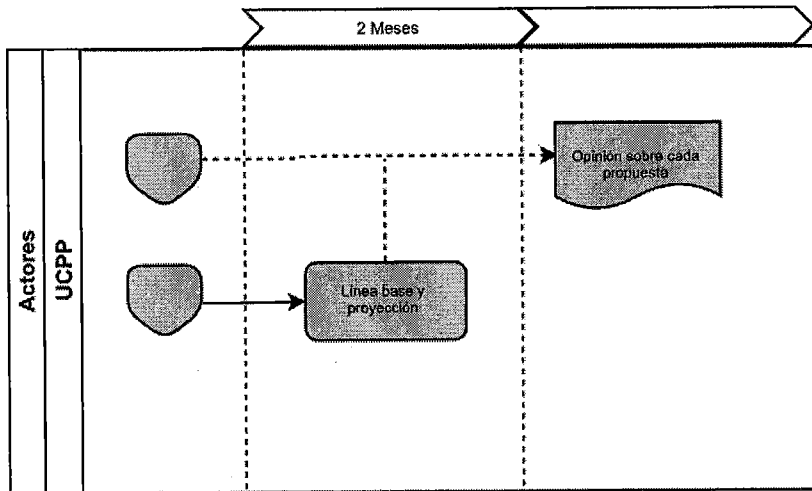 2 Meses
Actores
UCPP
Opinión sobre cada
propuesta
Línea base y
proyección